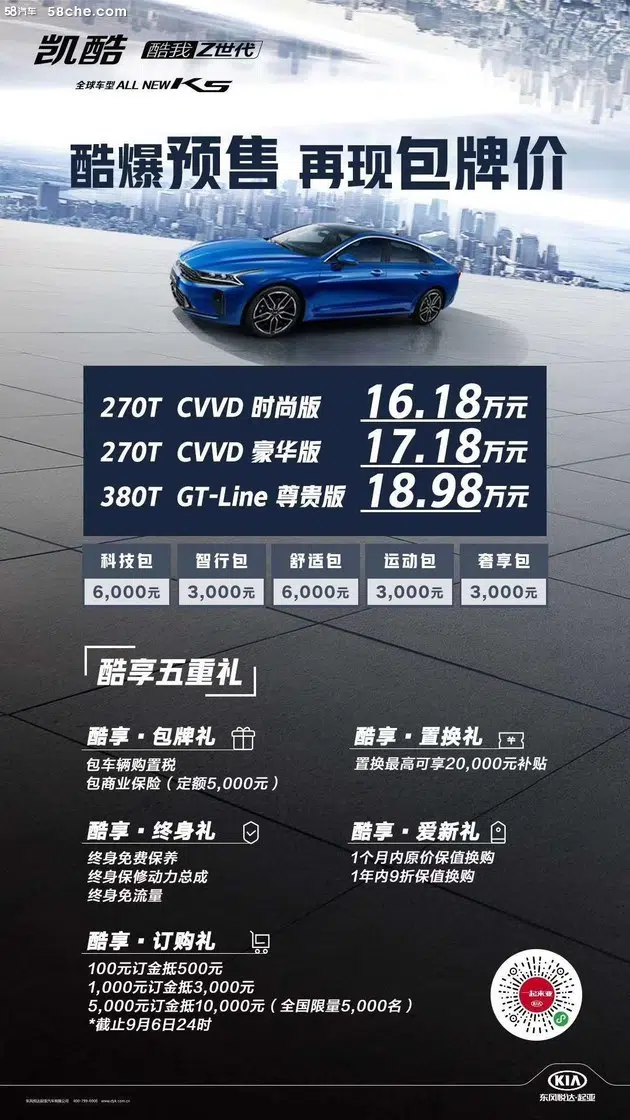 58汽车 58che.com
凯酷 酷我Z世代
全球车型 ALL NEW K5
酷爆预售 再现包牌价
270T CVVD 时尚版 16.18万元
270T CVVD 豪华版 17.18万元
380T GT-Line 尊贵版 18.98万元
科技包 智行包 舒适包 运动包 奢享包
6,000元 3,000元 6,000元 3,000元 3,000元
酷享五重礼
酷享·包牌礼
包车辆购置税
包商业保险（定额5,000元）
酷享·置换礼
置换最高可享20,000元补贴
酷享·终身礼
终身免费保养
终身保修动力总成
终身免流量
酷享·爱新礼
1个月内原价保值换购
1年内9折保值换购
酷享·订购礼
100元订金抵500元
1,000元订金抵3,000元
5,000元订金抵10,000元（全国限量5,000名）
*截止9月6日24时
一起来亚
KIA
东风悦达·起亚